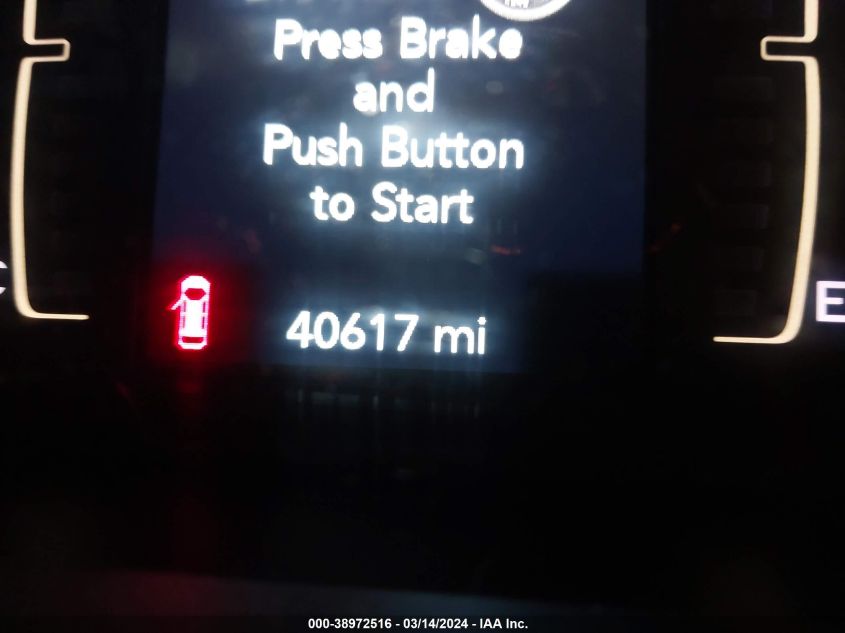 Press Brake
and
Push Button
to Start
C
40617 mi
E
000-38972516 - 03/14/2024 - IAA Inc.